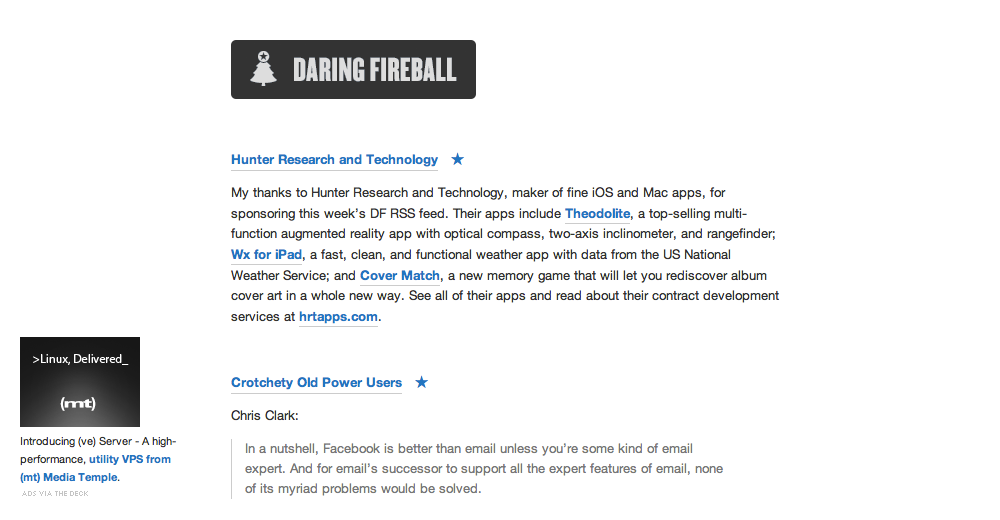 DARING FIREBALL
Hunter Research and Technology ★
My thanks to Hunter Research and Technology, maker of fine iOS and Mac apps, for
sponsoring this week’s DF RSS feed. Their apps include Theodolite, a top-selling multi-
function augmented reality app with optical compass, two-axis inclinometer, and rangefinder;
Wx for iPad, a fast, clean, and functional weather app with data from the US National
Weather Service; and Cover Match, a new memory game that will let you rediscover album
cover art in a whole new way. See all of their apps and read about their contract development
services at hrtapps.com.
Crotchety Old Power Users ★
Chris Clark:
In a nutshell, Facebook is better than email unless you’re some kind of email
expert. And for email’s successor to support all the expert features of email, none
of its myriad problems would be solved.
>Linux, Delivered_
(mt)
Introducing (ve) Server - A high-
performance, utility VPS from
(mt) Media Temple.
ADS VIA THE DECK